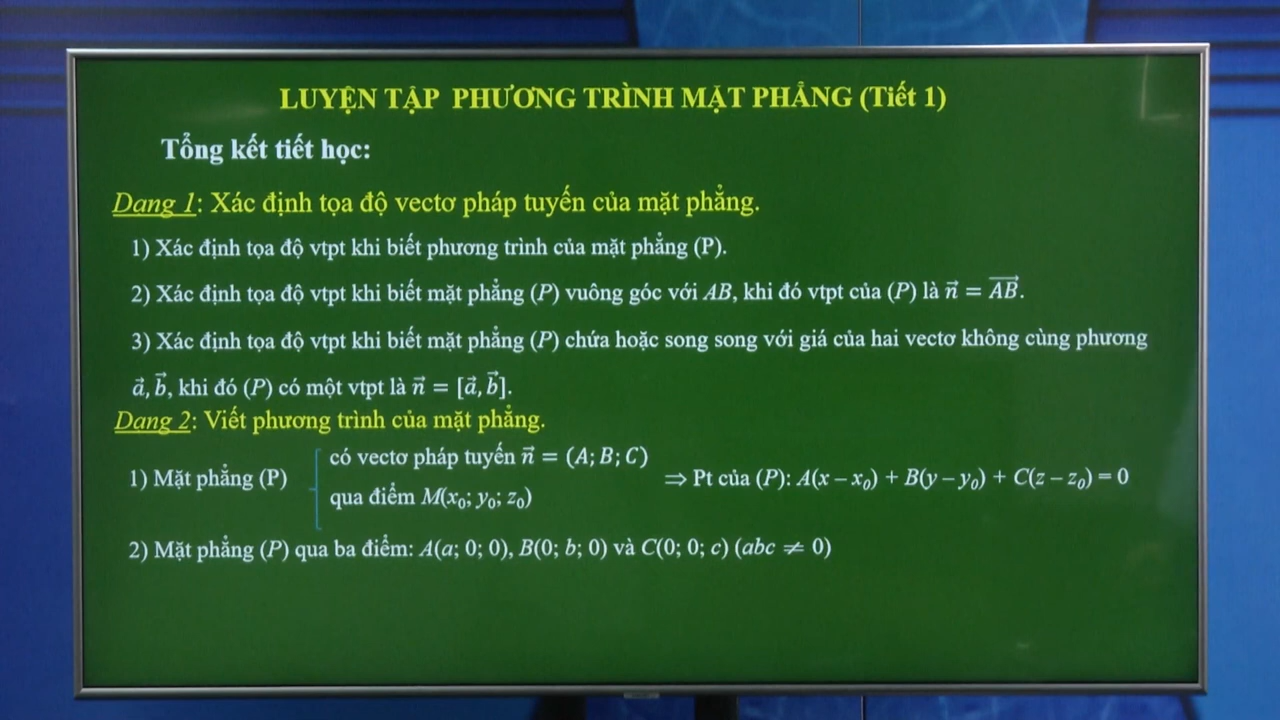 LUYỆN TẬP PHƯƠNG TRÌNH MẶT PHẲNG (Tiết 1)
Tổng kết tiết học:
Dạng 1: Xác định tọa độ vectơ pháp tuyến của mặt phẳng.
1) Xác định tọa độ vtpt khi biết phương trình của mặt phẳng (P).
2) Xác định tọa độ vtpt khi biết mặt phẳng (P) vuông góc với AB, khi đó vtpt của (P) là n⃗ = A͞B⃗.
3) Xác định tọa độ vtpt khi biết mặt phẳng (P) chứa hoặc song song với giá của hai vectơ không cùng phương
a⃗, b⃗, khi đó (P) có một vtpt là n⃗ = [a⃗, b⃗].
Dạng 2: Viết phương trình của mặt phẳng.
1) Mặt phẳng (P)
có vectơ pháp tuyến n⃗ = (A; B; C)
qua điểm M(x₀; y₀; z₀)
⇒ Pt của (P): A(x – x₀) + B(y – y₀) + C(z – z₀) = 0
2) Mặt phẳng (P) qua ba điểm: A(a; 0; 0), B(0; b; 0) và C(0; 0; c) (abc ≠ 0)